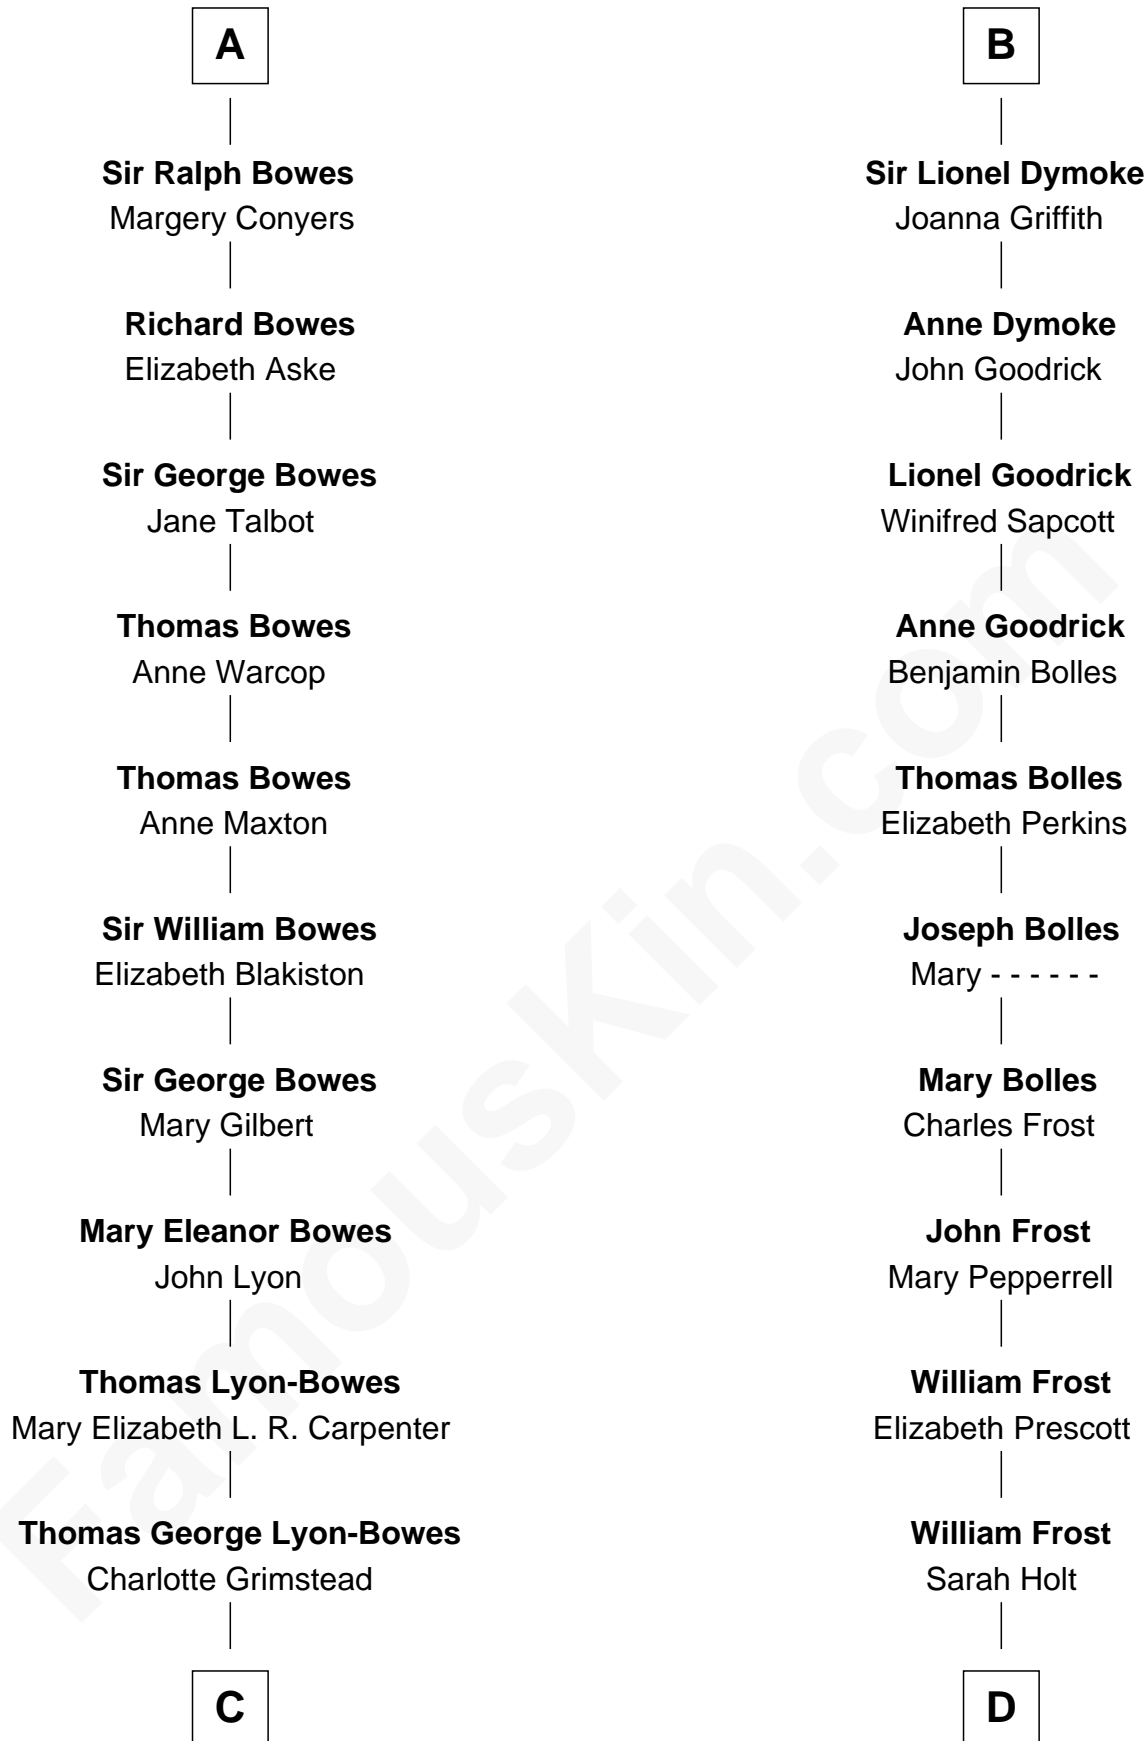 A
Sir Ralph Bowes
Margery Conyers
Richard Bowes
Elizabeth Aske
Sir George Bowes
Jane Talbot
Thomas Bowes
Anne Warcop
Thomas Bowes
Anne Maxton
Sir William Bowes
Elizabeth Blakiston
Sir George Bowes
Mary Gilbert
Mary Eleanor Bowes
John Lyon
Thomas Lyon-Bowes
Mary Elizabeth L. R. Carpenter
Thomas George Lyon-Bowes
Charlotte Grimstead
C
B
Sir Lionel Dymoke
Joanna Griffith
Anne Dymoke
John Goodrick
Lionel Goodrick
Winifred Sapcott
Anne Goodrick
Benjamin Bolles
Thomas Bolles
Elizabeth Perkins
Joseph Bolles
Mary - - - - - -
Mary Bolles
Charles Frost
John Frost
Mary Pepperrell
William Frost
Elizabeth Prescott
William Frost
Sarah Holt
D
FamousKin.com